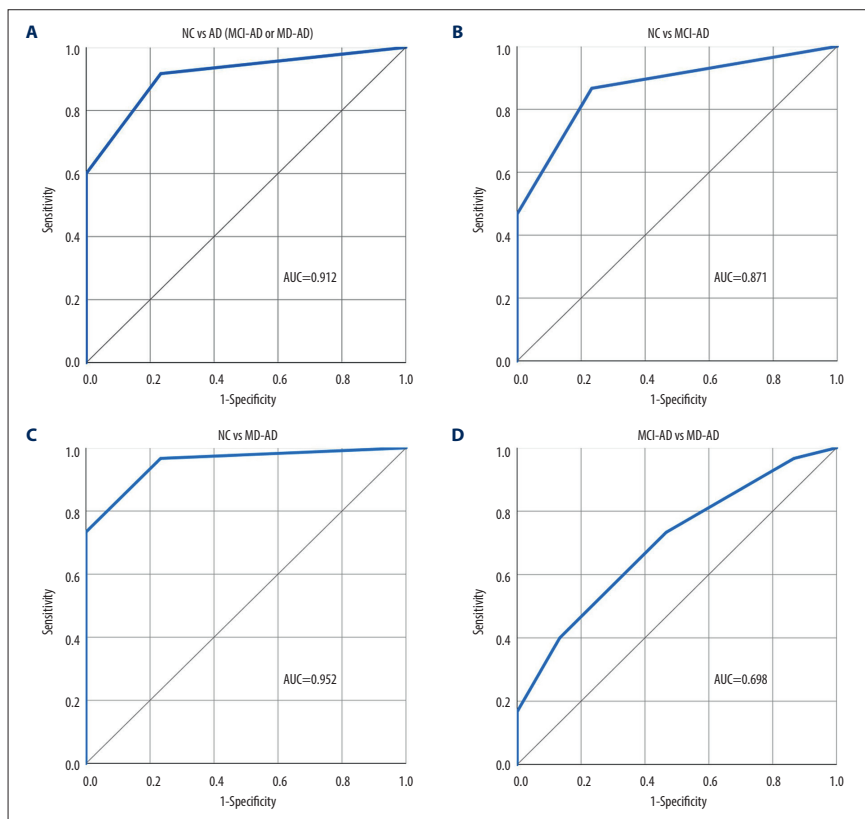 A
NC vs AD (MCI-AD or MD-AD)
1.0
0.8
0.6
0.4
0.2
0.0
Sensitivity
AUC=0.912
0.0 0.2 0.4 0.6 0.8 1.0
1-Specificity
B
NC vs MCI-AD
1.0
0.8
0.6
0.4
0.2
0.0
Sensitivity
AUC=0.871
0.0 0.2 0.4 0.6 0.8 1.0
1-Specificity
C
NC vs MD-AD
1.0
0.8
0.6
0.4
0.2
0.0
Sensitivity
AUC=0.952
0.0 0.2 0.4 0.6 0.8 1.0
1-Specificity
D
MCI-AD vs MD-AD
1.0
0.8
0.6
0.4
0.2
0.0
Sensitivity
AUC=0.698
0.0 0.2 0.4 0.6 0.8 1.0
1-Specificity